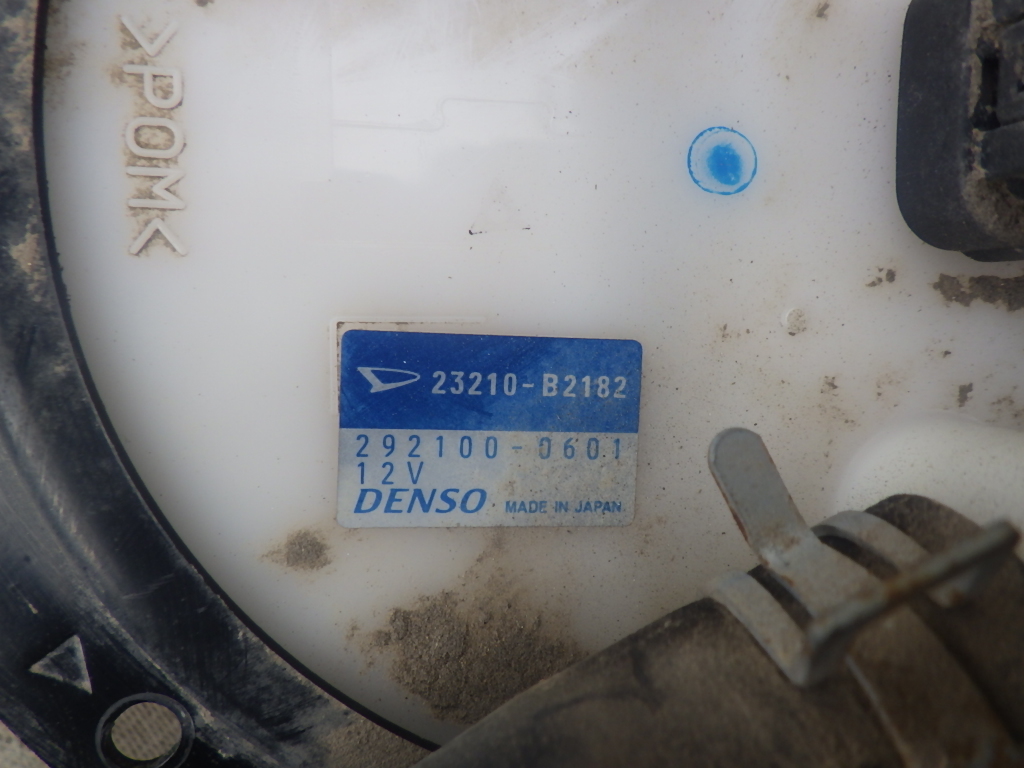 >POM<
23210-B2182
292100-0601
12V
DENSO MADE IN JAPAN